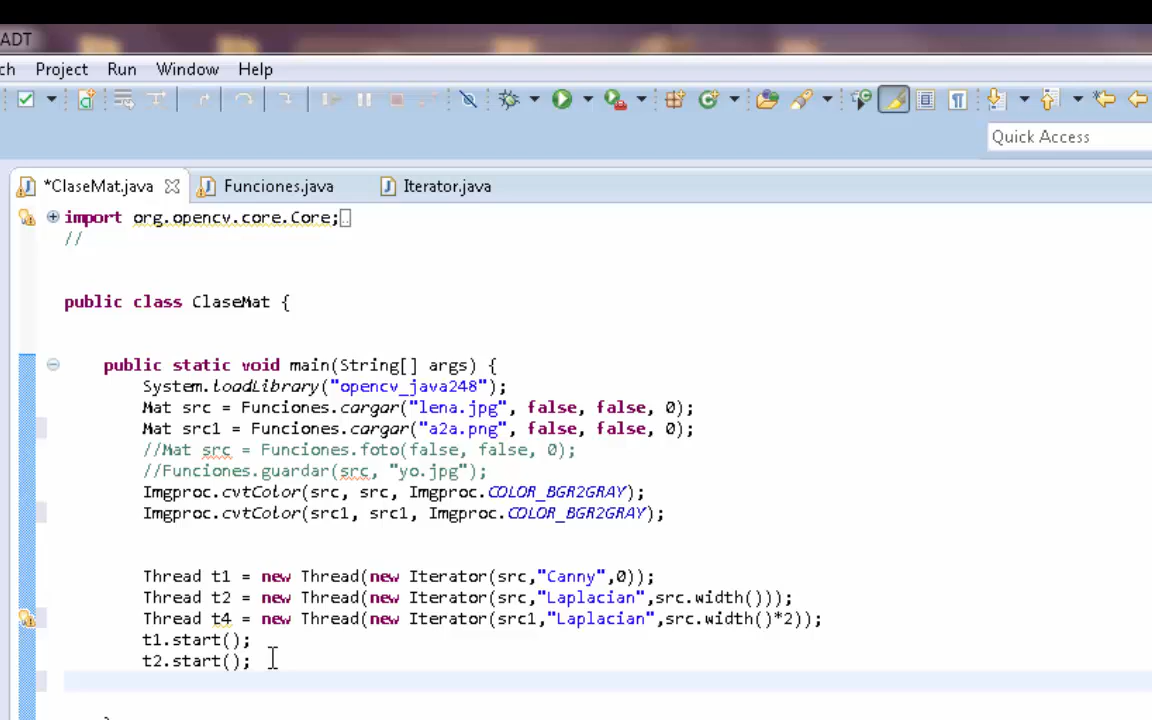 ADT
ch Project Run Window Help
Quick Access
*ClaseMat.java Funciones.java Iterator.java
import org.opencv.core.Core;
//
public class ClaseMat {
public static void main(String[] args) {
System.loadLibrary("opencv_java248");
Mat src = Funciones.cargar("lena.jpg", false, false, 0);
Mat src1 = Funciones.cargar("a2a.png", false, false, 0);
//Mat src = Funciones.foto(false, false, 0);
//Funciones.guardar(src, "yo.jpg");
Imgproc.cvtColor(src, src, Imgproc.COLOR_BGR2GRAY);
Imgproc.cvtColor(src1, src1, Imgproc.COLOR_BGR2GRAY);
Thread t1 = new Thread(new Iterator(src,"Canny",0));
Thread t2 = new Thread(new Iterator(src,"Laplacian",src.width()));
Thread t4 = new Thread(new Iterator(src1,"Laplacian",src.width()*2));
t1.start();
t2.start();
}